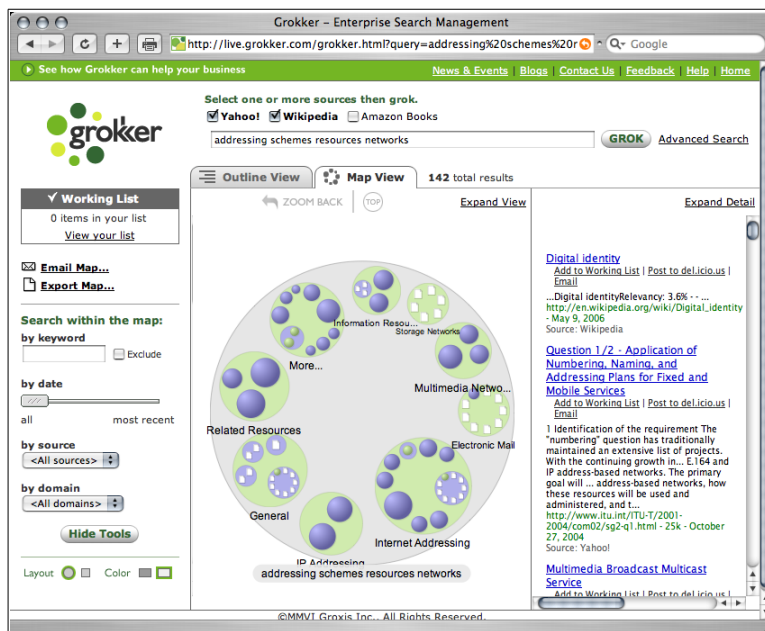 Grokker – Enterprise Search Management
http://live.grokker.com/grokker.html?query=addressing%20schemes%20r
Google
See how Grokker can help your business
News & Events | Blogs | Contact Us | Feedback | Help | Home
grokker
Select one or more sources then grok.
Yahoo! Wikipedia Amazon Books
addressing schemes resources networks
GROK Advanced Search
Outline View Map View 142 total results
ZOOM BACK TOP Expand View Expand Detail
Working List
0 items in your list
View your list
Email Map...
Export Map...
Search within the map:
by keyword
Exclude
by date
all most recent
by source
<All sources>
by domain
<All domains>
Hide Tools
Layout Color
Information Resou...
Storage Networks
More...
Multimedia Netwo...
Related Resources
Electronic Mail
General
Internet Addressing
IP Addressing
addressing schemes resources networks
Digital identity
Add to Working List | Post to del.icio.us |
Email
...Digital identityRelevancy: 3.6% - - ...
http://en.wikipedia.org/wiki/Digital_identity
- May 9, 2006
Source: Wikipedia
Question 1/2 - Application of
Numbering, Naming, and
Addressing Plans for Fixed and
Mobile Services
Add to Working List | Post to del.icio.us |
Email
1 Identification of the requirement The
"numbering" question has traditionally
maintained an extensive list of projects.
With the continuing growth in... E.164 and
IP address-based networks. The primary
goal will ... address-based networks, how
these resources will be used and
administered, and t...
http://www.itu.int/ITU-T/2001-
2004/com02/sg2-q1.html - 25k - October
27, 2004
Source: Yahoo!
Multimedia Broadcast Multicast
Service
Add to Working List | Post to del.icio.us |
©MMVI Groxis Inc., All Rights Reserved.